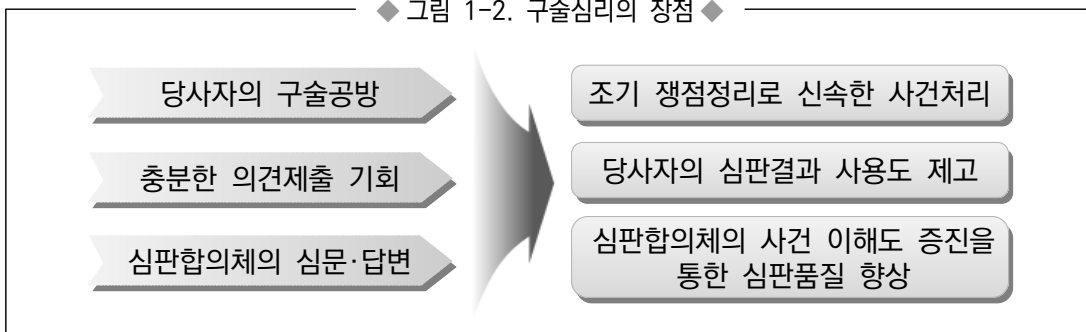 ◆ 그림 1-2. 구술심리의 장점 ◆
당사자의 구술공방
충분한 의견제출 기회
심판합의체의 심문·답변
조기 쟁점정리로 신속한 사건처리
당사자의 심판결과 사용도 제고
심판합의체의 사건 이해도 증진을
통한 심판품질 향상